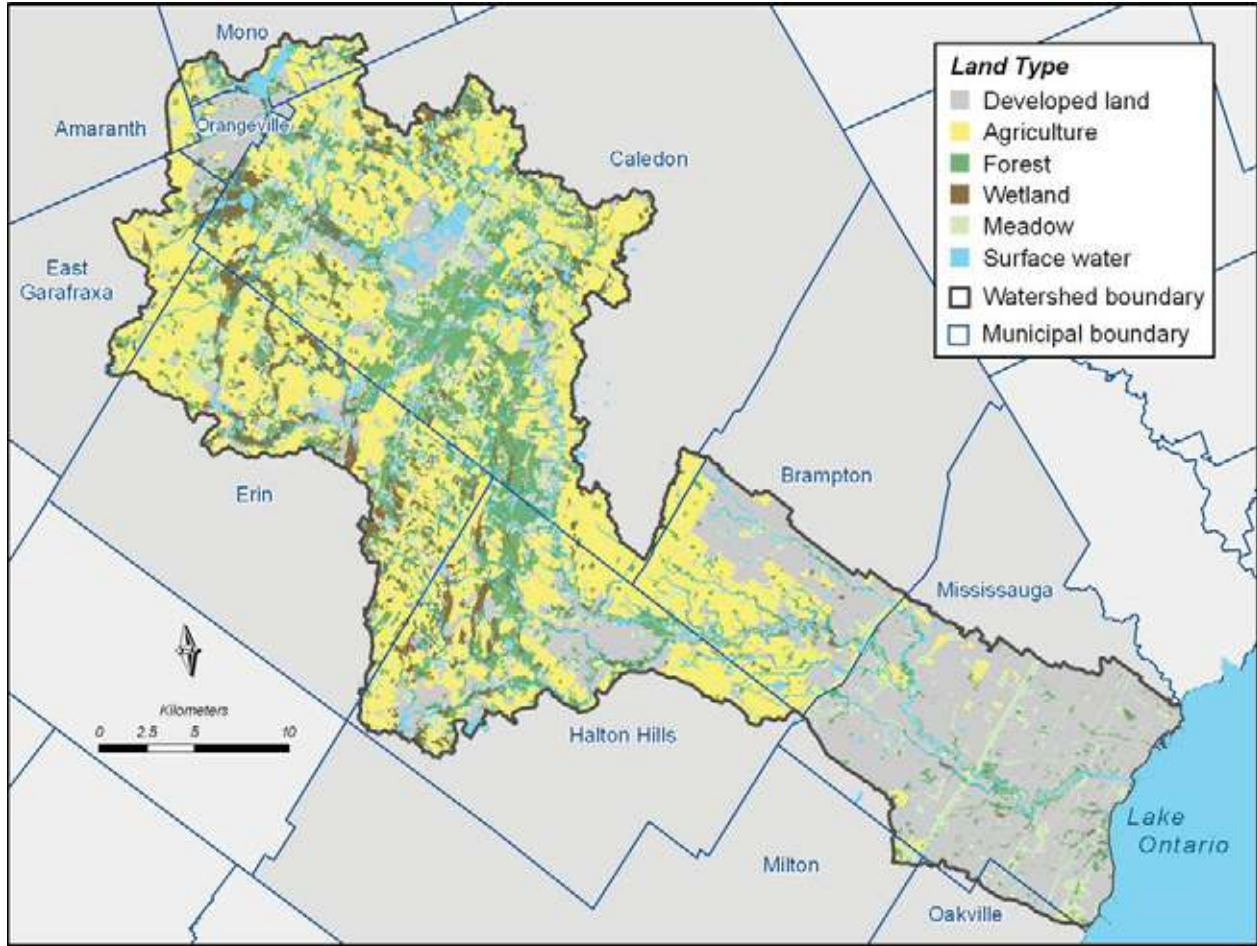 Mono
Land Type
Developed land
Agriculture
Forest
Wetland
Meadow
Surface water
Watershed boundary
Municipal boundary
Amaranth
Orangeville
Caledon
East
Garafraxa
Erin
Brampton
Mississauga
Kilometers
0 2.5 5 10
Halton Hills
Lake
Ontario
Milton
Oakville